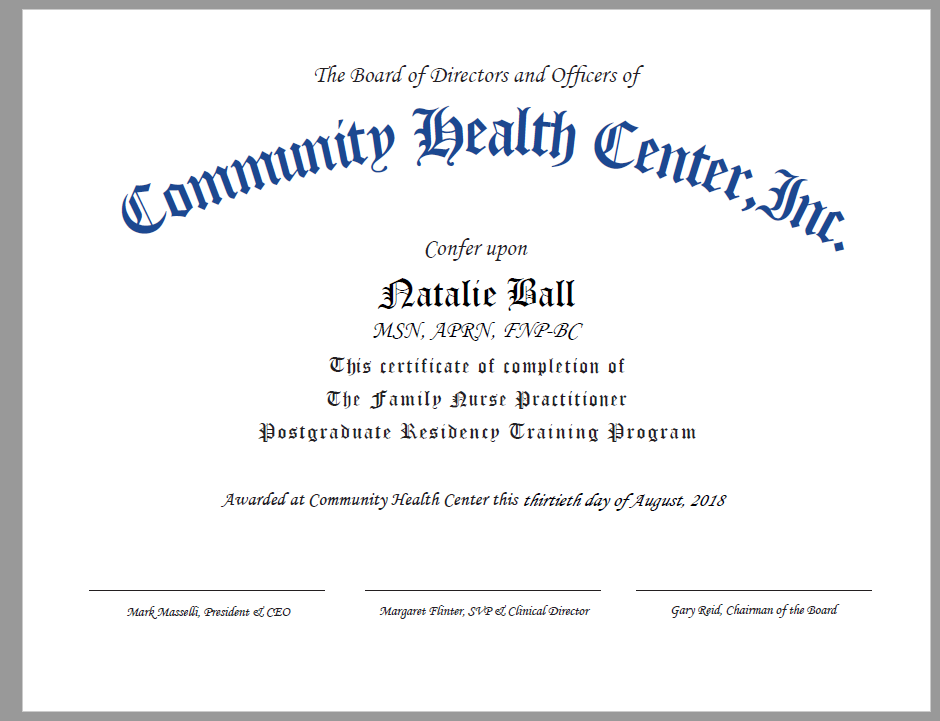 The Board of Directors and Officers of
Community Health Center, Inc.
Confer upon
Natalie Ball
MSN, APRN, FNP-BC
This certificate of completion of
The Family Nurse Practitioner
Postgraduate Residency Training Program
Awarded at Community Health Center this thirtieth day of August, 2018
Mark Masselli, President & CEO
Margaret Flinter, SVP & Clinical Director
Gary Reid, Chairman of the Board